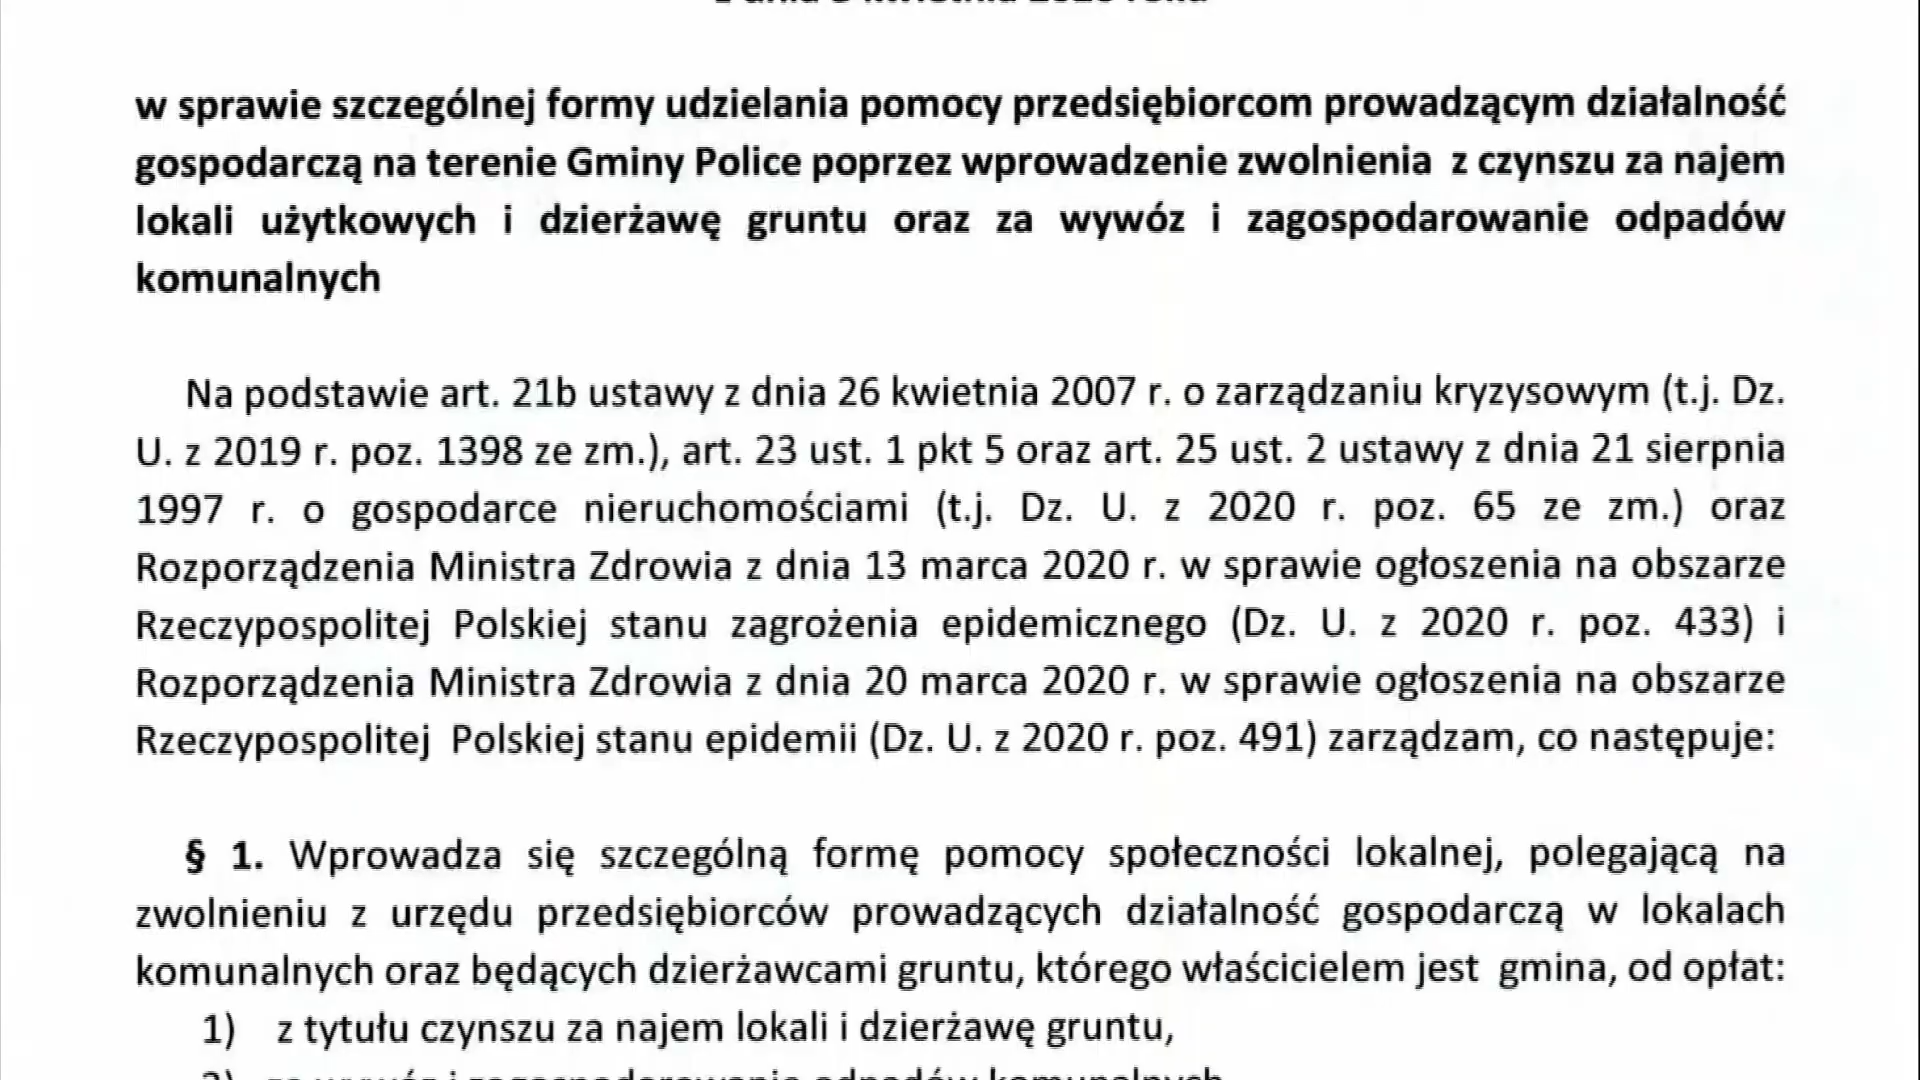 w sprawie szczególnej formy udzielania pomocy przedsiębiorcom prowadzącym działalność
gospodarczą na terenie Gminy Police poprzez wprowadzenie zwolnienia z czynszu za najem
lokali użytkowych i dzierżawę gruntu oraz za wywóz i zagospodarowanie odpadów
komunalnych
Na podstawie art. 21b ustawy z dnia 26 kwietnia 2007 r. o zarządzaniu kryzysowym (t.j. Dz.
U. z 2019 r. poz. 1398 ze zm.), art. 23 ust. 1 pkt 5 oraz art. 25 ust. 2 ustawy z dnia 21 sierpnia
1997 r. o gospodarce nieruchomościami (t.j. Dz. U. z 2020 r. poz. 65 ze zm.) oraz
Rozporządzenia Ministra Zdrowia z dnia 13 marca 2020 r. w sprawie ogłoszenia na obszarze
Rzeczypospolitej Polskiej stanu zagrożenia epidemicznego (Dz. U. z 2020 r. poz. 433) i
Rozporządzenia Ministra Zdrowia z dnia 20 marca 2020 r. w sprawie ogłoszenia na obszarze
Rzeczypospolitej Polskiej stanu epidemii (Dz. U. z 2020 r. poz. 491) zarządzam, co następuje:
§ 1. Wprowadza się szczególną formę pomocy społeczności lokalnej, polegającą na
zwolnieniu z urzędu przedsiębiorców prowadzących działalność gospodarczą w lokalach
komunalnych oraz będących dzierżawcami gruntu, którego właścicielem jest gmina, od opłat:
1) z tytułu czynszu za najem lokali i dzierżawę gruntu,
2) za wywóz i zagospodarowanie odpadów komunalnych